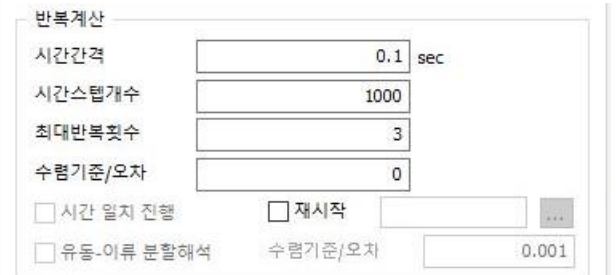 반복계산
시간간격 0.1 sec
시간스텝개수 1000
최대반복횟수 3
수렴기준/오차 0
시간 일치 진행 재시작 ...
유동-이류 분할해석 수렴기준/오차 0.001